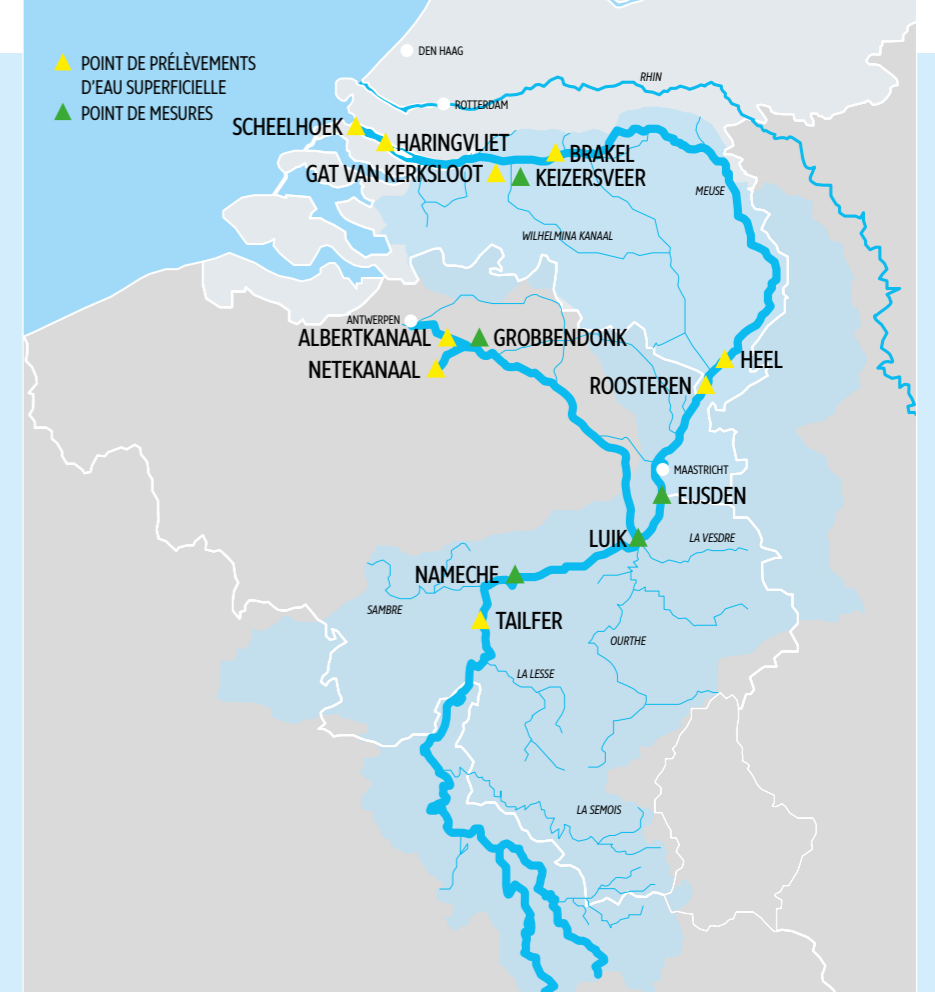 DEN HAAG
POINT DE PRÉLÈVEMENTS
D'EAU SUPERFICIELLE
POINT DE MESURES
RHIN
ROTTERDAM
SCHEELHOEK
HARINGVLIET
BRAKEL
GAT VAN KERKSLOOT
KEIZERSVEER
MEUSE
WILHELMINA KANAAL
ANTWERPEN
ALBERTKANAAL
GROBBENDONK
NETEKANAAL
HEEL
ROOSTEREN
MAASTRICHT
EIJSDEN
LUIK
LA VESDRE
NAMECHE
SAMBRE
TAILFER
OURTHE
LA LESSE
LA SEMOIS